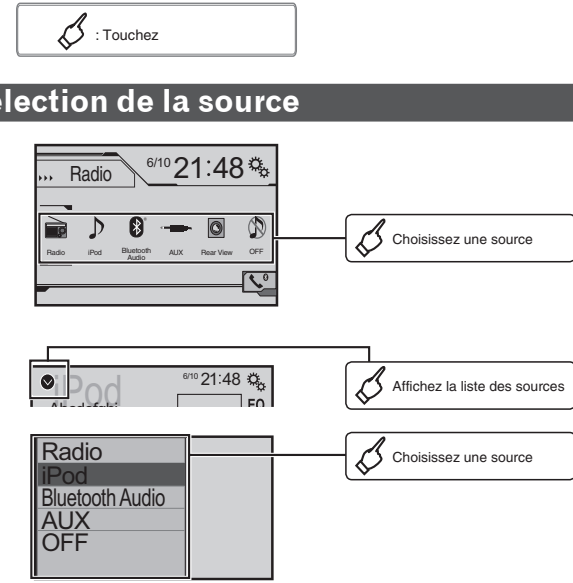 : Touchez
élection de la source
Radio
6/10 21:48
Radio
iPod
Bluetooth
Audio
AUX
Rear View
OFF
Choisissez une source
iPod
6/10 21:48
EQ
Affichez la liste des sources
Radio
iPod
Bluetooth Audio
AUX
OFF
Choisissez une source